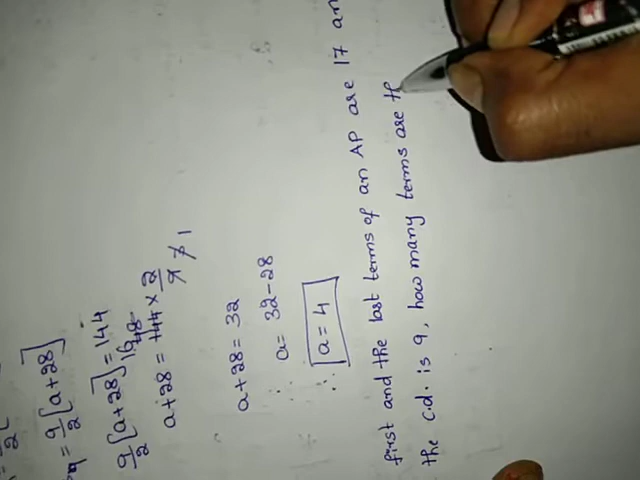 = 9/2 [a+28]
9/2 [a+28] = 144
a+28 = 144 × 2/9
a+28 = 32
a = 32-28
∴ a = 4
first and the last terms of an AP are 17 an
the c.d. is 9, how many terms are th